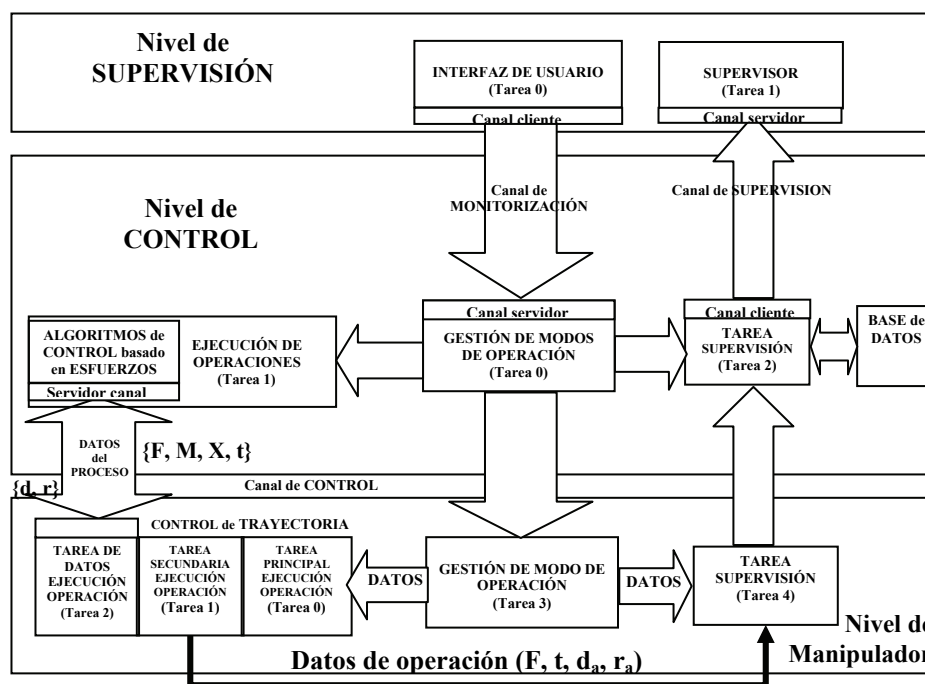 Nivel de
SUPERVISIÓN
INTERFAZ DE USUARIO
(Tarea 0)
Canal cliente
SUPERVISOR
(Tarea 1)
Canal servidor
Canal de
MONITORIZACIÓN
Canal de SUPERVISION
Nivel de
CONTROL
Canal servidor
GESTIÓN DE MODOS
DE OPERACIÓN
(Tarea 0)
Canal cliente
TAREA
SUPERVISIÓN
(Tarea 2)
BASE de
DATOS
ALGORITMOS de
CONTROL basado
en ESFUERZOS
Servidor canal
EJECUCIÓN DE
OPERACIONES
(Tarea 1)
DATOS
del
PROCESO
{F, M, X, t}
{d, r}
Canal de CONTROL
CONTROL de TRAYECTORIA
TAREA DE
DATOS
EJECUCIÓN
OPERACIÓN
(Tarea 2)
TAREA
SECUNDARIA
EJECUCIÓN
OPERACIÓN
(Tarea 1)
TAREA
PRINCIPAL
EJECUCIÓN
OPERACIÓN
(Tarea 0)
DATOS
GESTIÓN DE MODO DE
OPERACIÓN
(Tarea 3)
DATOS
TAREA
SUPERVISIÓN
(Tarea 4)
Nivel de
Manipulador
Datos de operación (F, t, dₐ, rₐ)